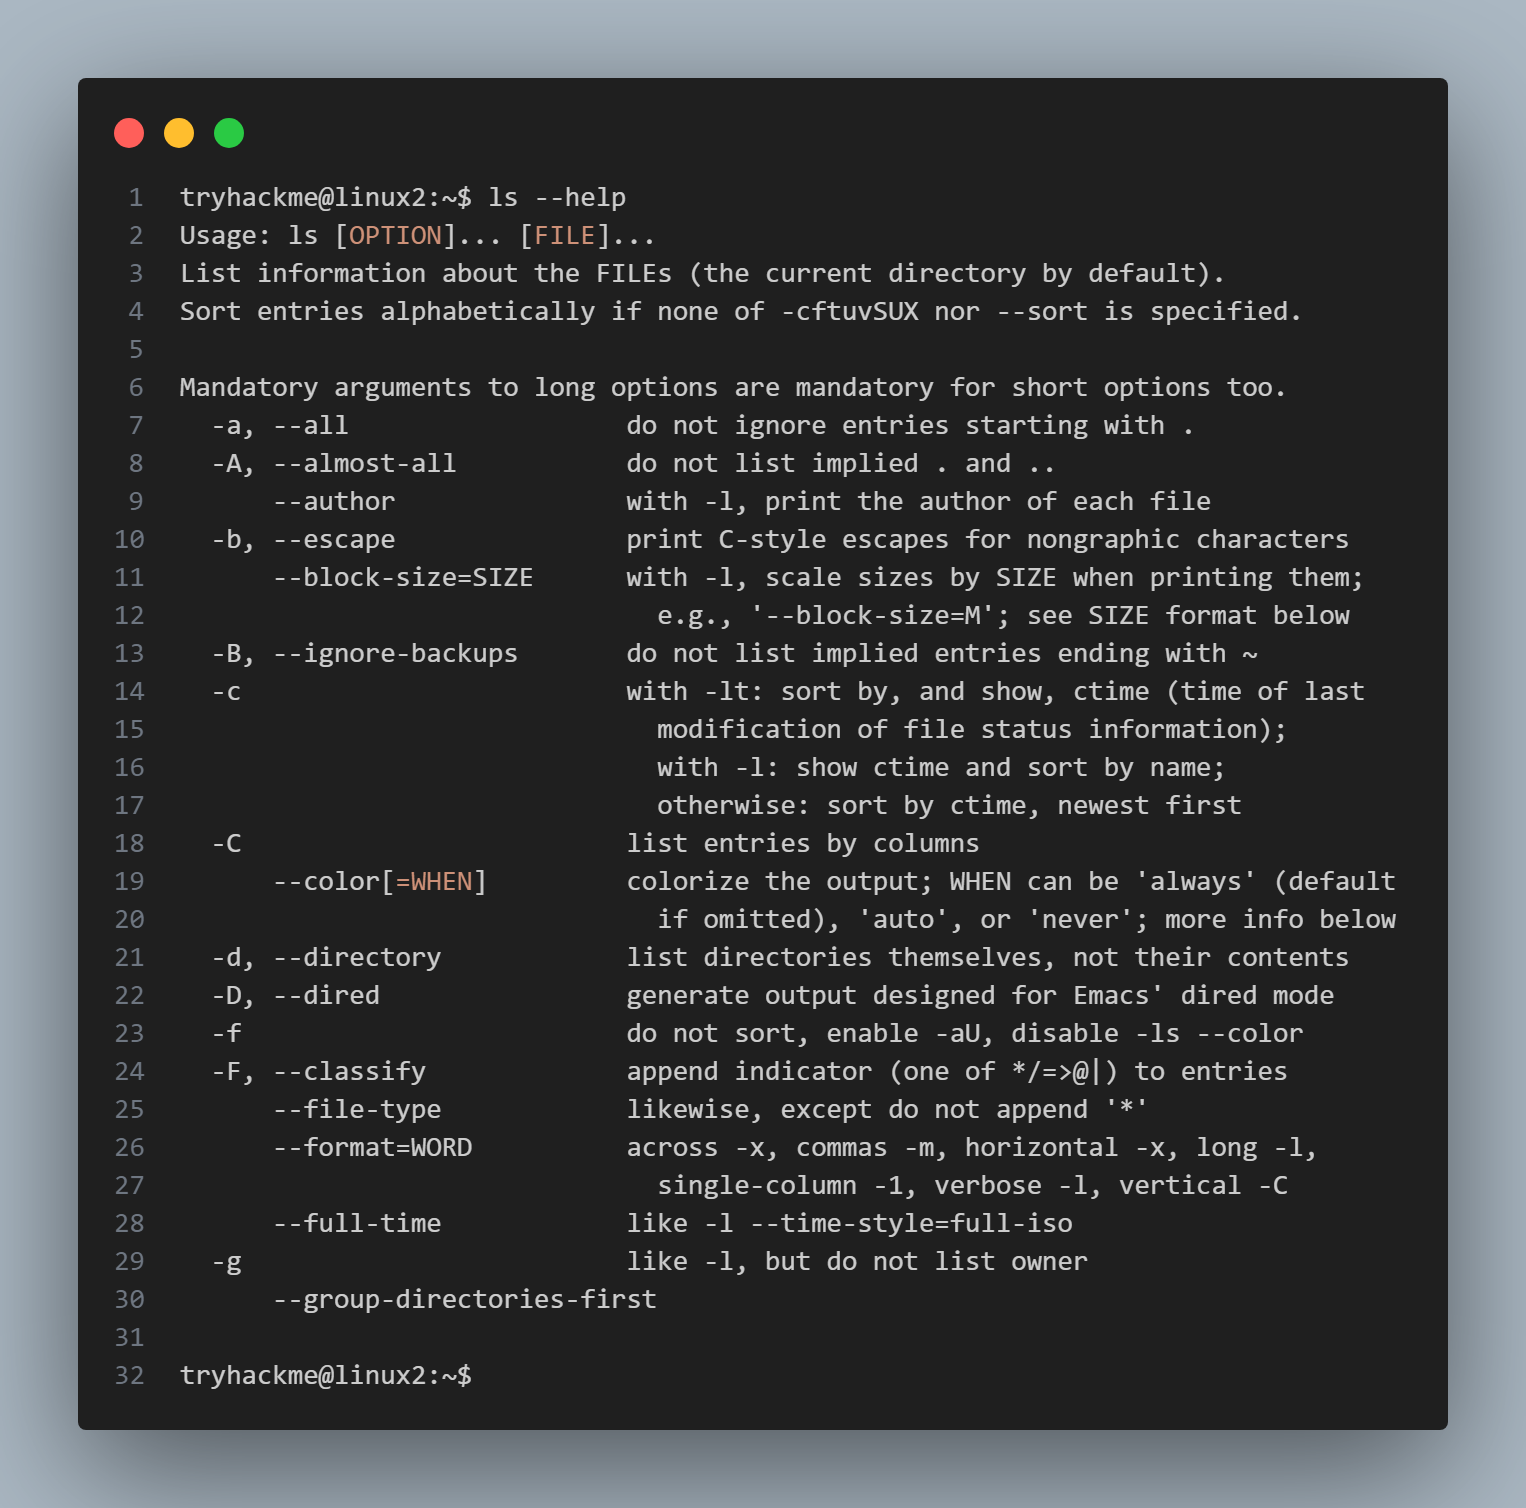 1 tryhackme@linux2:~$ ls --help
2 Usage: ls [OPTION]... [FILE]...
3 List information about the FILEs (the current directory by default).
4 Sort entries alphabetically if none of -cftuvSUX nor --sort is specified.
5
6 Mandatory arguments to long options are mandatory for short options too.
7   -a, --all                  do not ignore entries starting with .
8   -A, --almost-all           do not list implied . and ..
9       --author               with -l, print the author of each file
10   -b, --escape               print C-style escapes for nongraphic characters
11       --block-size=SIZE      with -l, scale sizes by SIZE when printing them;
12                                e.g., '--block-size=M'; see SIZE format below
13   -B, --ignore-backups       do not list implied entries ending with ~
14   -c                         with -lt: sort by, and show, ctime (time of last
15                                modification of file status information);
16                                with -l: show ctime and sort by name;
17                                otherwise: sort by ctime, newest first
18   -C                         list entries by columns
19       --color[=WHEN]         colorize the output; WHEN can be 'always' (default
20                                if omitted), 'auto', or 'never'; more info below
21   -d, --directory            list directories themselves, not their contents
22   -D, --dired                generate output designed for Emacs' dired mode
23   -f                         do not sort, enable -aU, disable -ls --color
24   -F, --classify             append indicator (one of */=>@|) to entries
25       --file-type            likewise, except do not append '*'
26       --format=WORD          across -x, commas -m, horizontal -x, long -l,
27                                single-column -1, verbose -l, vertical -C
28       --full-time            like -l --time-style=full-iso
29   -g                         like -l, but do not list owner
30       --group-directories-first
31
32 tryhackme@linux2:~$